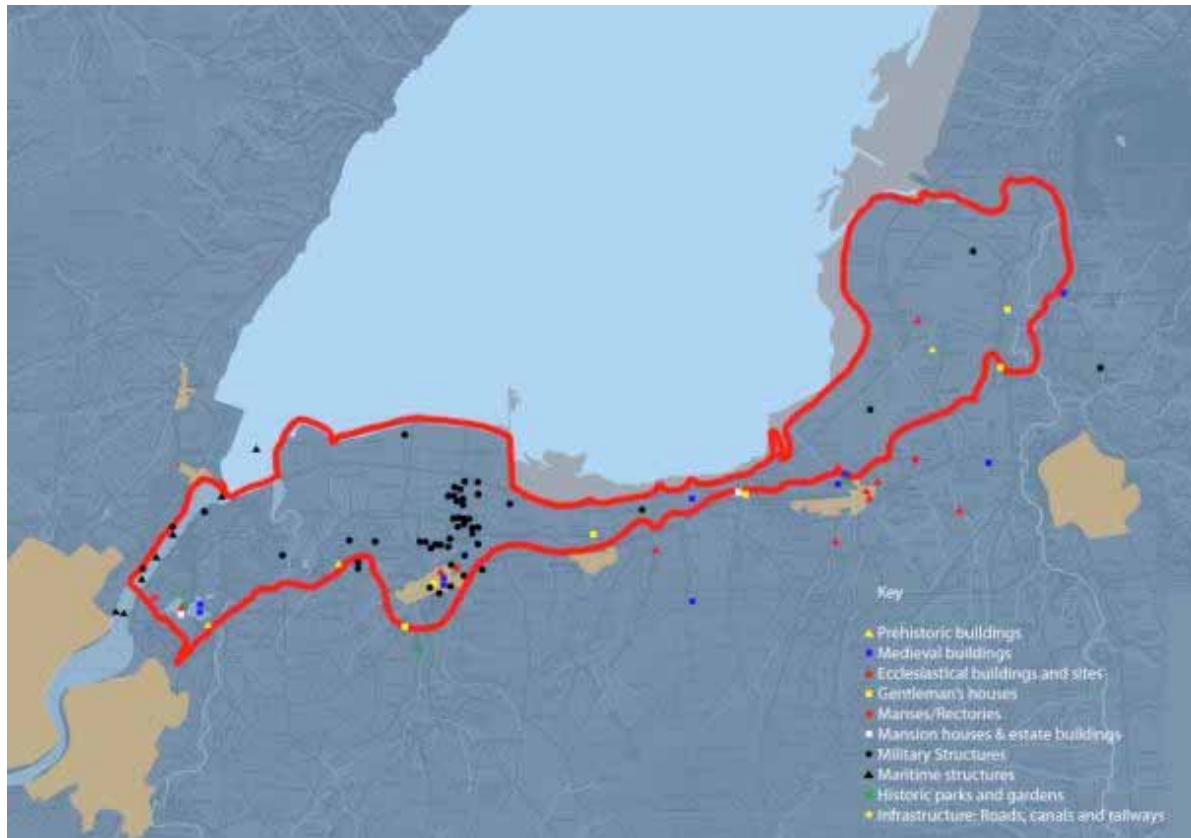 Key
Prehistoric buildings
Medieval buildings
Ecclesiastical buildings and sites
Gentleman's houses
Manses/Rectories
Mansion houses & estate buildings
Military Structures
Maritime structures
Historic parks and gardens
Infrastructure: Roads, canals and railways